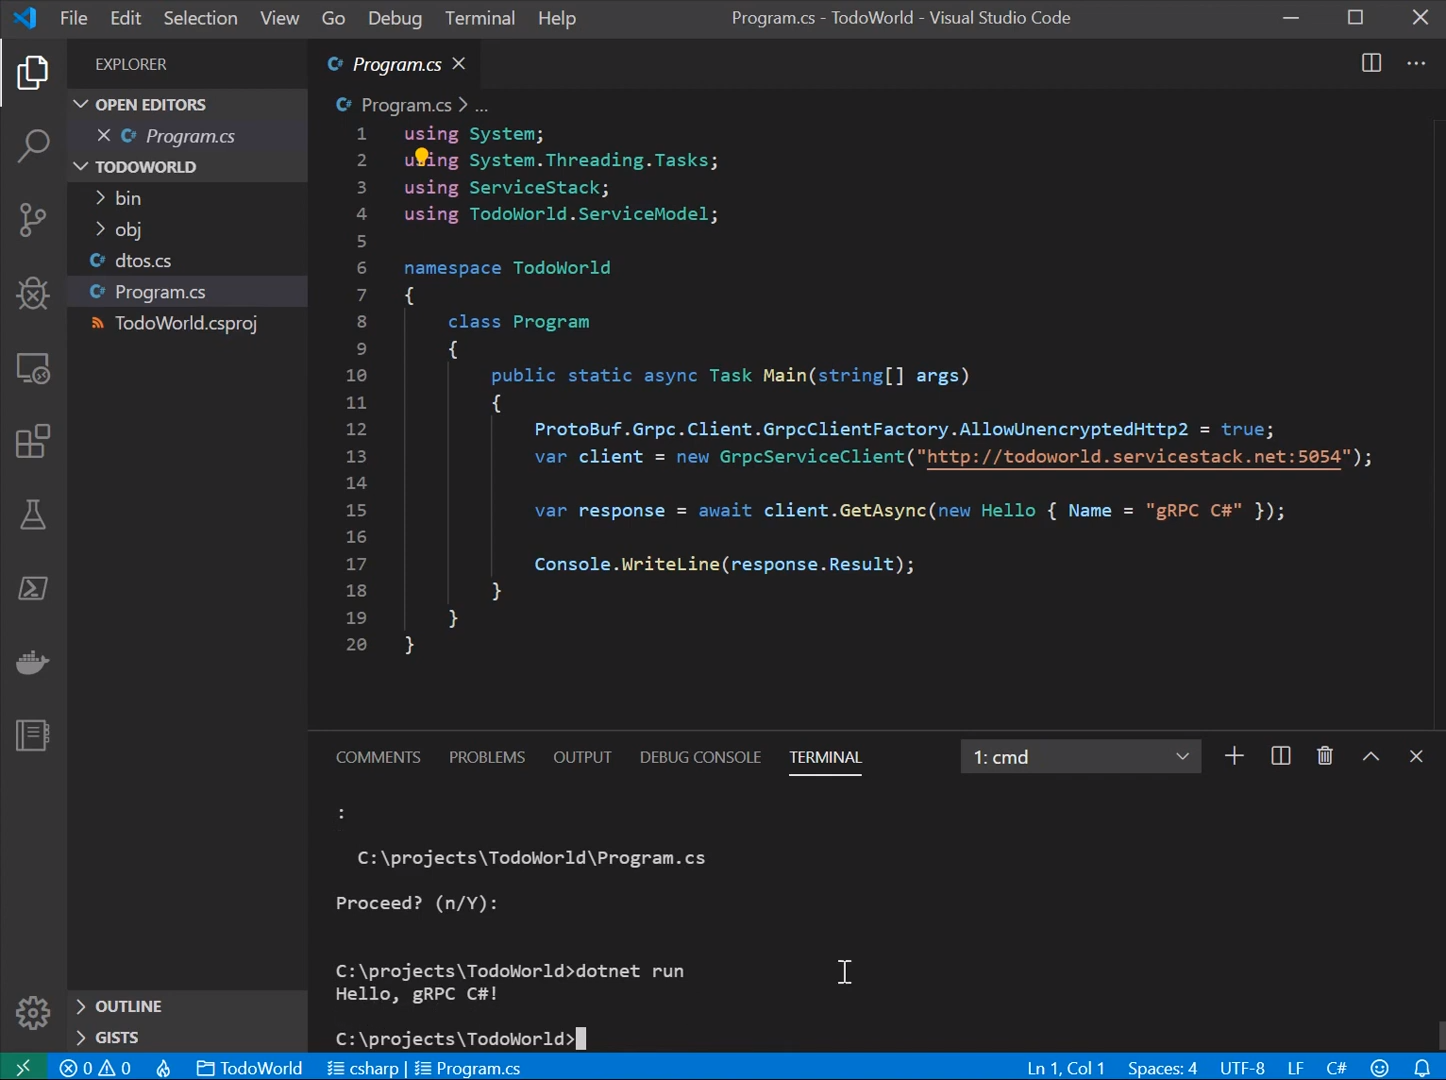 File Edit Selection View Go Debug Terminal Help
Program.cs - TodoWorld - Visual Studio Code
EXPLORER
OPEN EDITORS
Program.cs
TODOWORLD
bin
obj
dtos.cs
Program.cs
TodoWorld.csproj
OUTLINE
GISTS
Program.cs
Program.cs > ...
1 using System;
2 using System.Threading.Tasks;
3 using ServiceStack;
4 using TodoWorld.ServiceModel;
5
6 namespace TodoWorld
7 {
8 class Program
9 {
10 public static async Task Main(string[] args)
11 {
12 ProtoBuf.Grpc.Client.GrpcClientFactory.AllowUnencryptedHttp2 = true;
13 var client = new GrpcServiceClient("http://todoworld.servicestack.net:5054");
14
15 var response = await client.GetAsync(new Hello { Name = "gRPC C#" });
16
17 Console.WriteLine(response.Result);
18 }
19 }
20 }
COMMENTS PROBLEMS OUTPUT DEBUG CONSOLE TERMINAL
1: cmd
:
C:\projects\TodoWorld\Program.cs
Proceed? (n/Y):
C:\projects\TodoWorld>dotnet run
Hello, gRPC C#!
C:\projects\TodoWorld>
0 0 TodoWorld csharp | Program.cs Ln 1, Col 1 Spaces: 4 UTF-8 LF C#